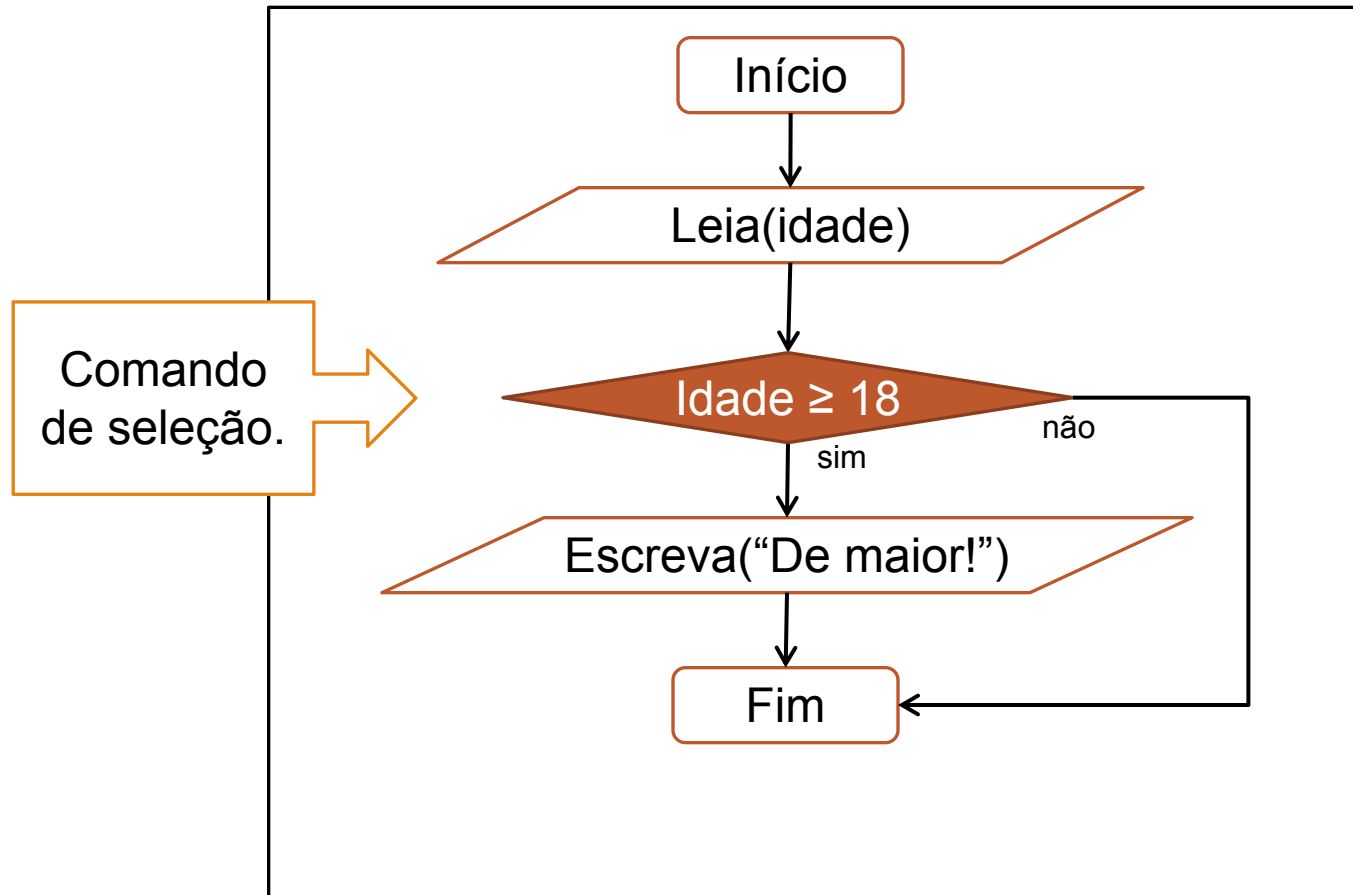 Início
Leia(idade)
Comando
de seleção.
Idade ≥ 18
não
sim
Escreva(“De maior!”)
Fim